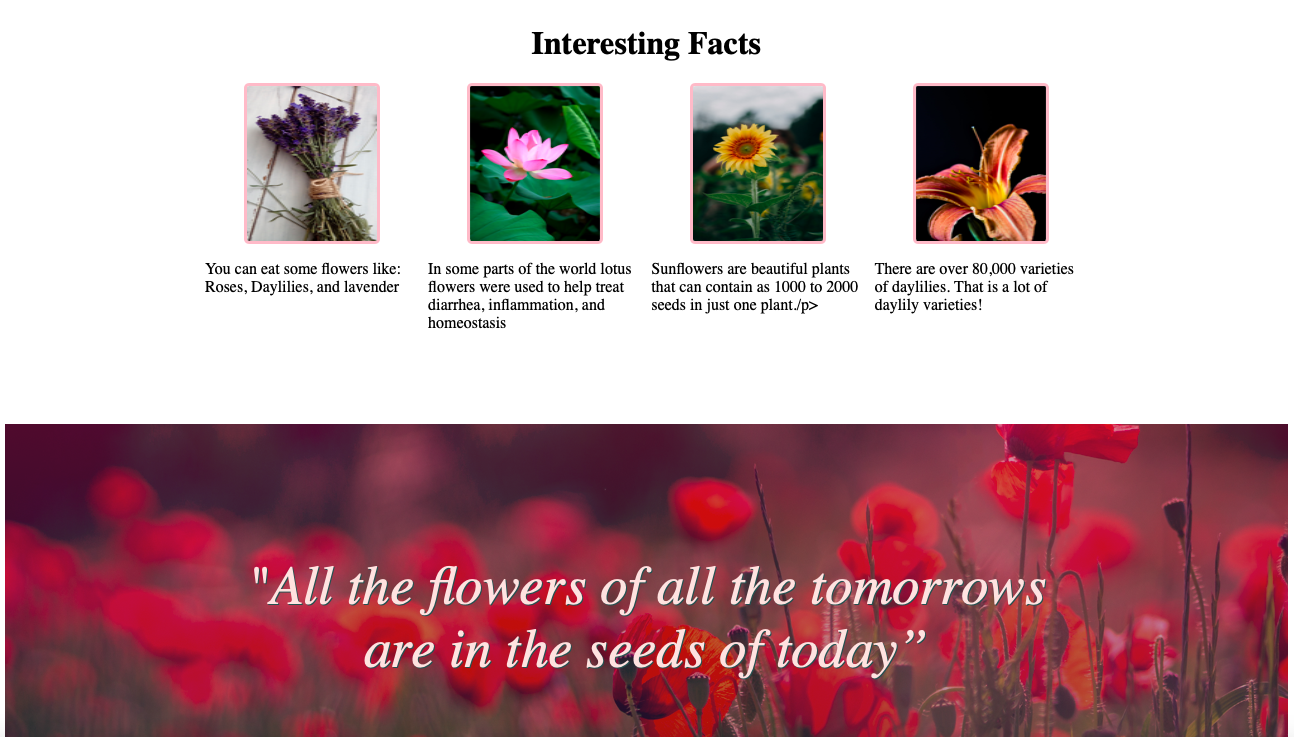 Interesting Facts
You can eat some flowers like:
Roses, Daylilies, and lavender
In some parts of the world lotus
flowers were used to help treat
diarrhea, inflammation, and
homeostasis
Sunflowers are beautiful plants
that can contain as 1000 to 2000
seeds in just one plant./p>
There are over 80,000 varieties
of daylilies. That is a lot of
daylily varieties!
"All the flowers of all the tomorrows
are in the seeds of today”